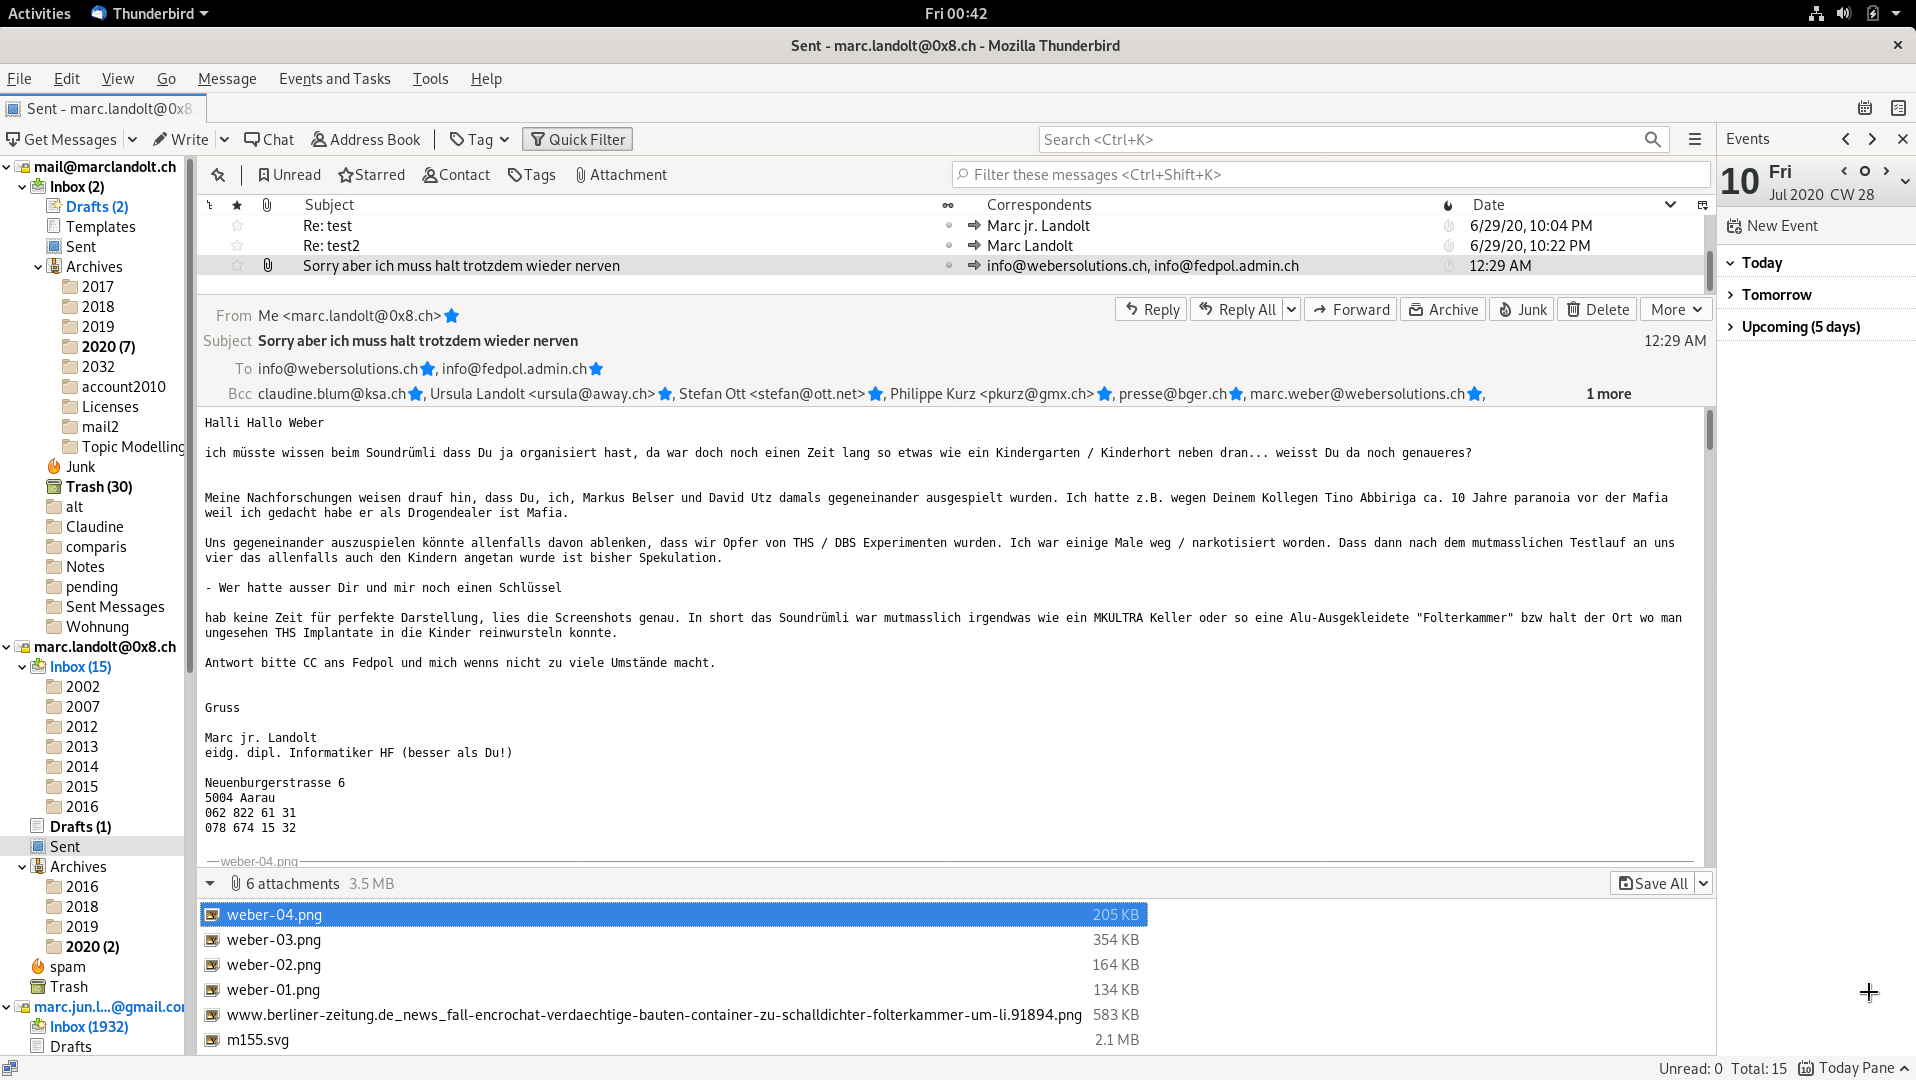 Activities Thunderbird Fri 00:42
Sent - marc.landolt@0x8.ch - Mozilla Thunderbird
File Edit View Go Message Events and Tasks Tools Help
Sent - marc.landolt@0x8
Get Messages Write Chat Address Book Tag Quick Filter Search <Ctrl+K>
Unread Starred Contact Tags Attachment Filter these messages <Ctrl+Shift+K>
Subject Correspondents Date
Re: test Marc jr. Landolt 6/29/20, 10:04 PM
Re: test2 Marc Landolt 6/29/20, 10:22 PM
Sorry aber ich muss halt trotzdem wieder nerven info@webersolutions.ch, info@fedpol.admin.ch 12:29 AM
From Me <marc.landolt@0x8.ch> Reply Reply All Forward Archive Junk Delete More
Subject Sorry aber ich muss halt trotzdem wieder nerven 12:29 AM
To info@webersolutions.ch, info@fedpol.admin.ch
Bcc claudine.blum@ksa.ch, Ursula Landolt <ursula@away.ch>, Stefan Ott <stefan@ott.net>, Philippe Kurz <pkurz@gmx.ch>, presse@bger.ch, marc.weber@webersolutions.ch, 1 more
Halli Hallo Weber
ich müsste wissen beim Soundrümli dass Du ja organisiert hast, da war doch noch einen Zeit lang so etwas wie ein Kindergarten / Kinderhort neben dran... weisst Du da noch genaueres?
Meine Nachforschungen weisen drauf hin, dass Du, ich, Markus Belser und David Utz damals gegeneinander ausgespielt wurden. Ich hatte z.B. wegen Deinem Kollegen Tino Abbiriga ca. 10 Jahre paranoia vor der Mafia
weil ich gedacht habe er als Drogendealer ist Mafia.
Uns gegeneinander auszuspielen könnte allenfalls davon ablenken, dass wir Opfer von THS / DBS Experimenten wurden. Ich war einige Male weg / narkotisiert worden. Dass dann nach dem mutmasslichen Testlauf an uns
vier das allenfalls auch den Kindern angetan wurde ist bisher Spekulation.
- Wer hatte ausser Dir und mir noch einen Schlüssel
hab keine Zeit für perfekte Darstellung, lies die Screenshots genau. In short das Soundrümli war mutmasslich irgendwas wie ein MKULTRA Keller oder so eine Alu-Ausgekleidete "Folterkammer" bzw halt der Ort wo man
ungesehen THS Implantate in die Kinder reinwursteln konnte.
Antwort bitte CC ans Fedpol und mich wenns nicht zu viele Umstände macht.
Gruss
Marc jr. Landolt
eidg. dipl. Informatiker HF (besser als Du!)
Neuenburgerstrasse 6
5004 Aarau
062 822 61 31
078 674 15 32
weber-04.png
6 attachments 3.5 MB Save All
weber-04.png 205 KB
weber-03.png 354 KB
weber-02.png 164 KB
weber-01.png 134 KB
www.berliner-zeitung.de_news_fall-encrochat-verdaechtige-bauten-container-zu-schalldichter-folterkammer-um-li.91894.png 583 KB
m155.svg 2.1 MB
mail@marclandolt.ch
Inbox (2)
Drafts (2)
Templates
Sent
Archives
2017
2018
2019
2020 (7)
2032
account2010
Licenses
mail2
Topic Modelling
Junk
Trash (30)
alt
Claudine
comparis
Notes
pending
Sent Messages
Wohnung
marc.landolt@0x8.ch
Inbox (15)
2002
2007
2012
2013
2014
2015
2016
Drafts (1)
Sent
Archives
2016
2018
2019
2020 (2)
spam
Trash
marc.jun.l...@gmail.co
Inbox (1932)
Drafts
Events
10 Fri
Jul 2020 CW 28
New Event
Today
Tomorrow
Upcoming (5 days)
Unread: 0 Total: 15 10 Today Pane